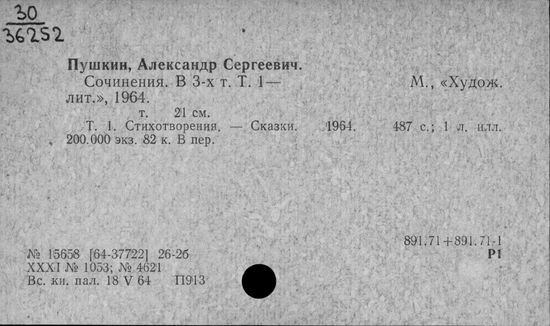 30
36252
Пушкин, Александр Сергеевич.
Сочинения. В 3-х т. Т. 1— М., «Худож.
лит.», 1964.
т. 21 см.
Т. 1. Стихотворения. — Сказки. 1964. 487 с.; 1 л. илл.
200.000 экз. 82 к. В пер.
891.71+891.71-1
№ 15658 [64-37722] 26-2б Р1
XXXI № 1053; № 4621
Вс. кн. пал. 18 V 64 П913